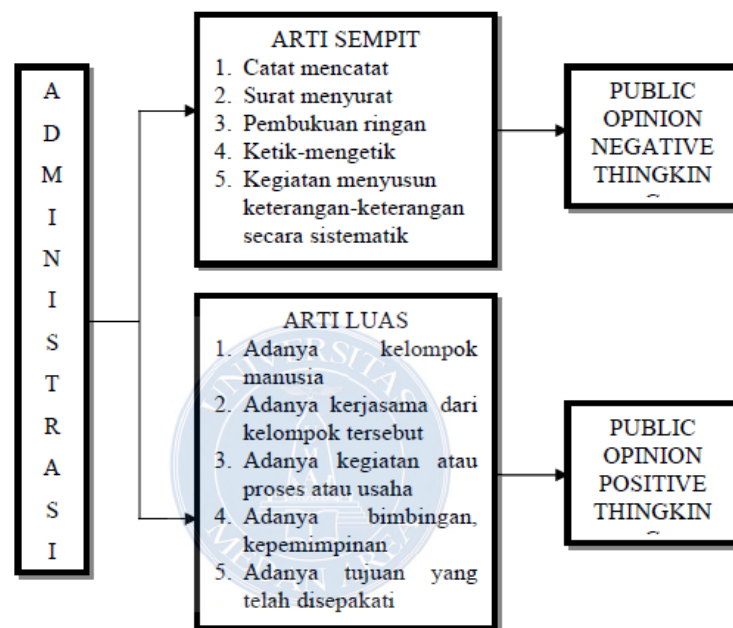 A
D
M
I
N
I
S
T
R
A
S
I
ARTI SEMPIT
1. Catat mencatat
2. Surat menyurat
3. Pembukuan ringan
4. Ketik-mengetik
5. Kegiatan menyusun
keterangan-keterangan
secara sistematik
PUBLIC
OPINION
NEGATIVE
THINGKIN
ARTI LUAS
1. Adanya kelompok
manusia
2. Adanya kerjasama dari
kelompok tersebut
3. Adanya kegiatan atau
proses atau usaha
4. Adanya bimbingan,
kepemimpinan
5. Adanya tujuan yang
telah disepakati
PUBLIC
OPINION
POSITIVE
THINGKIN
UNIVERSITAS
MEDAN AREA